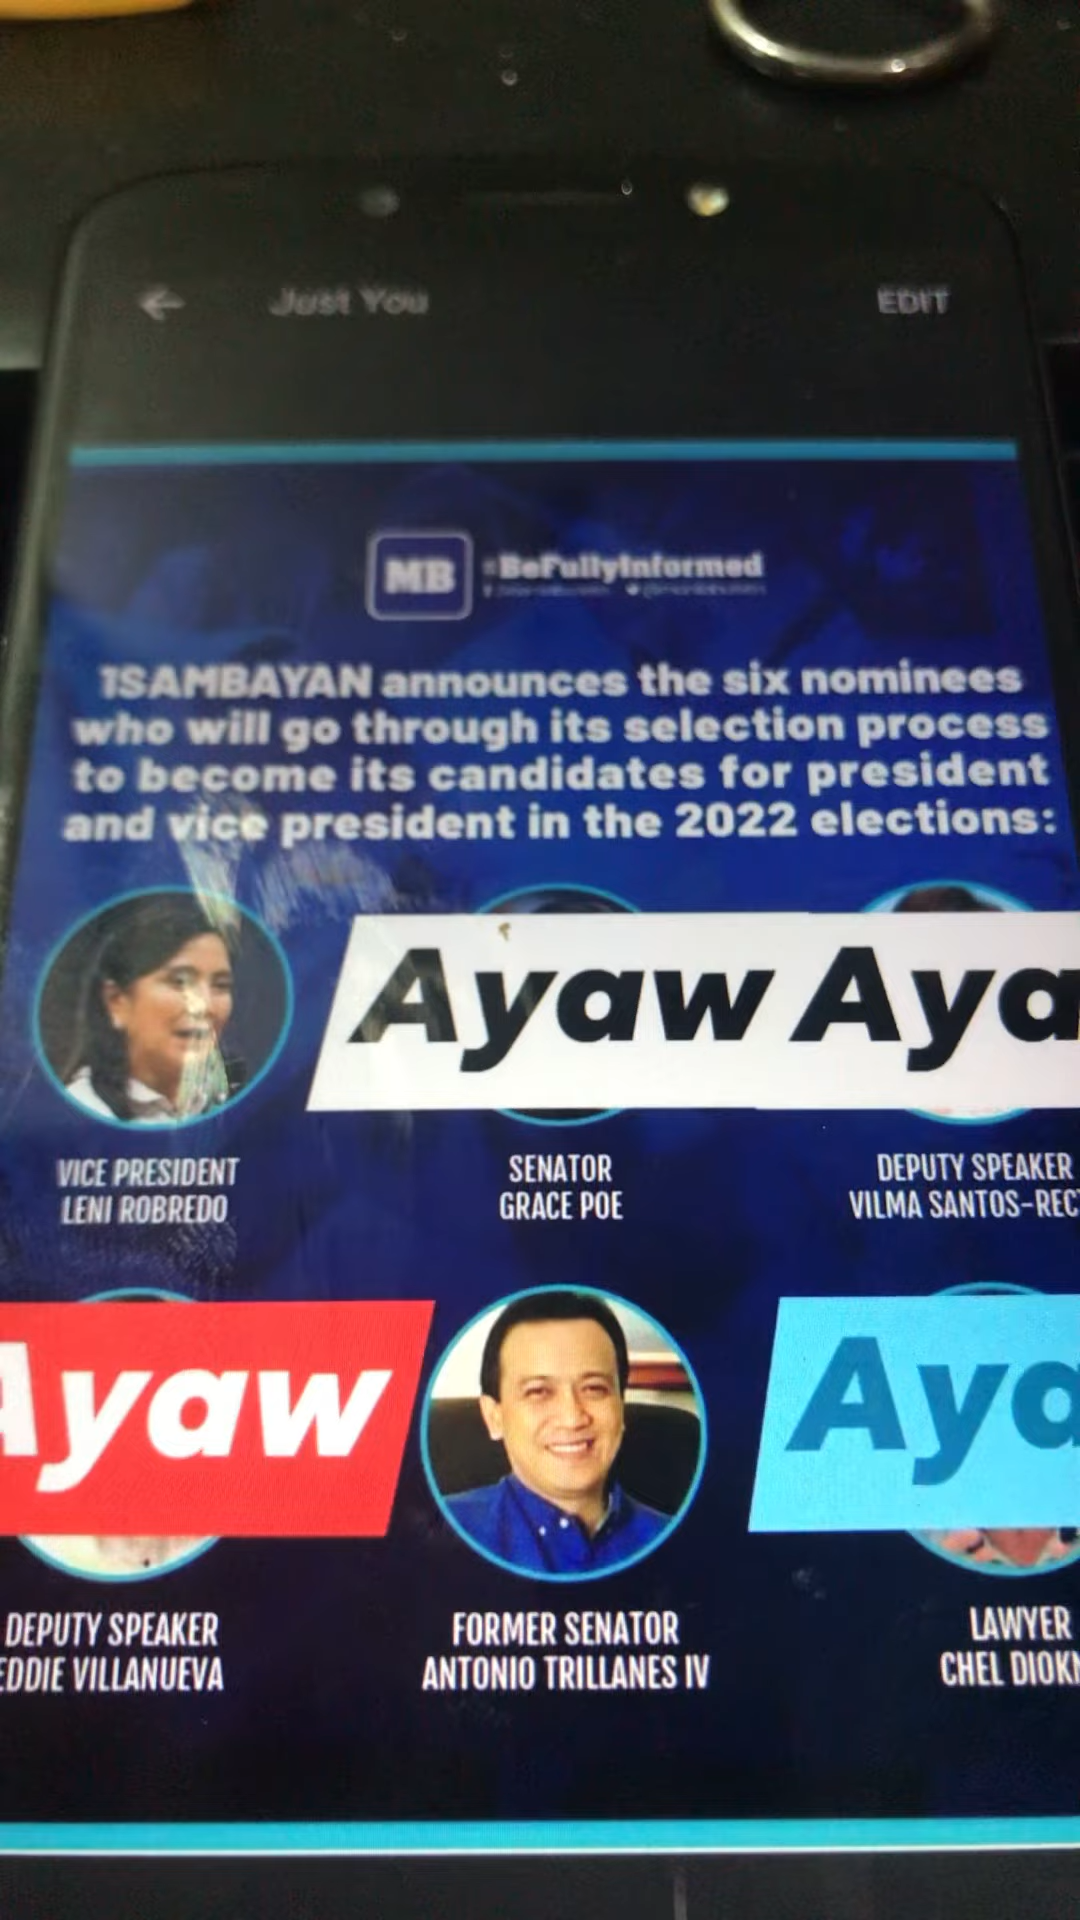 Just You
EDIT
MB
#BeFullyInformed
1SAMBAYAN announces the six nominees
who will go through its selection process
to become its candidates for president
and vice president in the 2022 elections:
Ayaw Aya
VICE PRESIDENT
LENI ROBREDO
SENATOR
GRACE POE
DEPUTY SPEAKER
VILMA SANTOS-REC
Ayaw
Aya
DEPUTY SPEAKER
EDDIE VILLANUEVA
FORMER SENATOR
ANTONIO TRILLANES IV
LAWYER
CHEL DIOKN